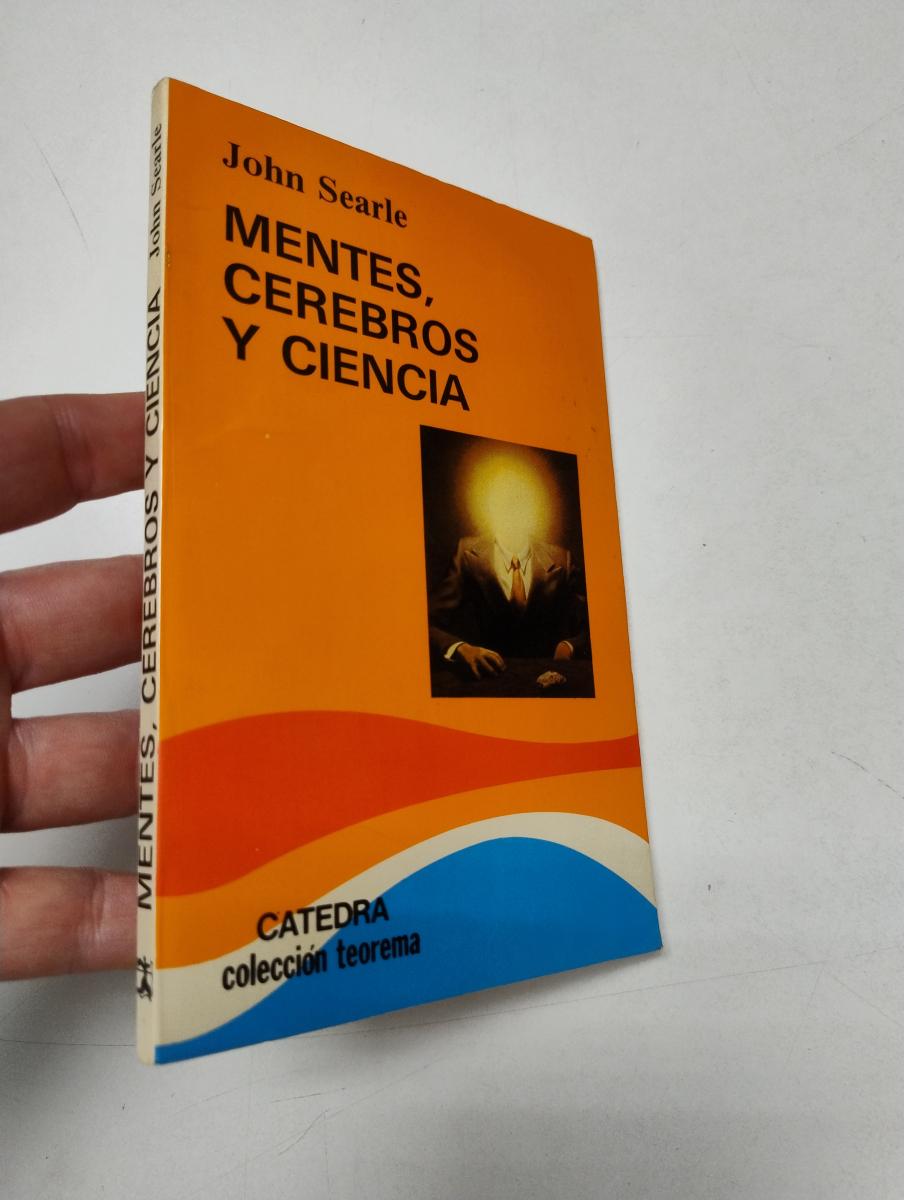 John Searle
MENTES,
CEREBROS
Y CIENCIA
CATEDRA
colección teorema
MENTES, CEREBROS Y CIENCIA John Searle